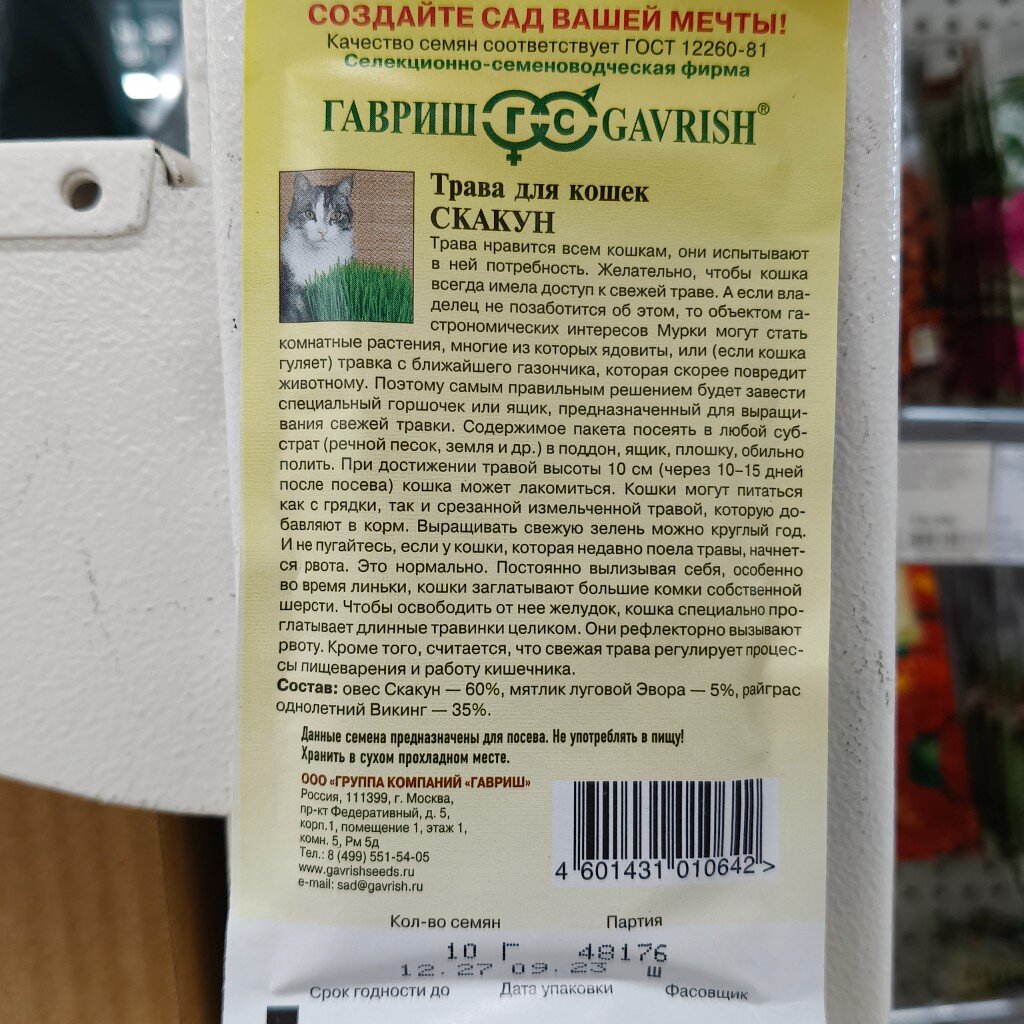 СОЗДАЙТЕ САД ВАШЕЙ МЕЧТЫ!
Качество семян соответствует ГОСТ 12260-81
Селекционно-семеноводческая фирма
ГАВРИШ ГС GAVRISH®
Трава для кошек
СКАКУН
Трава нравится всем кошкам, они испытывают
в ней потребность. Желательно, чтобы кошка
всегда имела доступ к свежей траве. А если вла-
делец не позаботится об этом, то объектом га-
строномических интересов Мурки могут стать
комнатные растения, многие из которых ядовиты, или (если кошка
гуляет) травка с ближайшего газончика, которая скорее повредит
животному. Поэтому самым правильным решением будет завести
специальный горшочек или ящик, предназначенный для выращи-
вания свежей травки. Содержимое пакета посеять в любой суб-
страт (речной песок, земля и др.) в поддон, ящик, плошку, обильно
полить. При достижении травой высоты 10 см (через 10–15 дней
после посева) кошка может лакомиться. Кошки могут питаться
как с грядки, так и срезанной измельченной травой, которую до-
бавляют в корм. Выращивать свежую зелень можно круглый год.
И не пугайтесь, если у кошки, которая недавно поела травы, начнет-
ся рвота. Это нормально. Постоянно вылизывая себя, особенно
во время линьки, кошки заглатывают большие комки собственной
шерсти. Чтобы освободить от нее желудок, кошка специально про-
глатывает длинные травинки целиком. Они рефлекторно вызывают
рвоту. Кроме того, считается, что свежая трава регулирует процес-
сы пищеварения и работу кишечника.
Состав: овес Скакун — 60%, мятлик луговой Эвора — 5%, райграс
однолетний Викинг — 35%.
Данные семена предназначены для посева. Не употреблять в пищу!
Хранить в сухом прохладном месте.
ООО «ГРУППА КОМПАНИЙ «ГАВРИШ»
Россия, 111399, г. Москва,
пр-кт Федеративный, д. 5,
корп.1, помещение 1, этаж 1,
комн. 5, Рм 5д
Тел.: 8 (499) 551-54-05
www.gavrishseeds.ru
e-mail: sad@gavrish.ru
4 601431 010642 >
Кол-во семян Партия
10 Г 48176
12.27 09.23 Ш
Срок годности до Дата упаковки Фасовщик